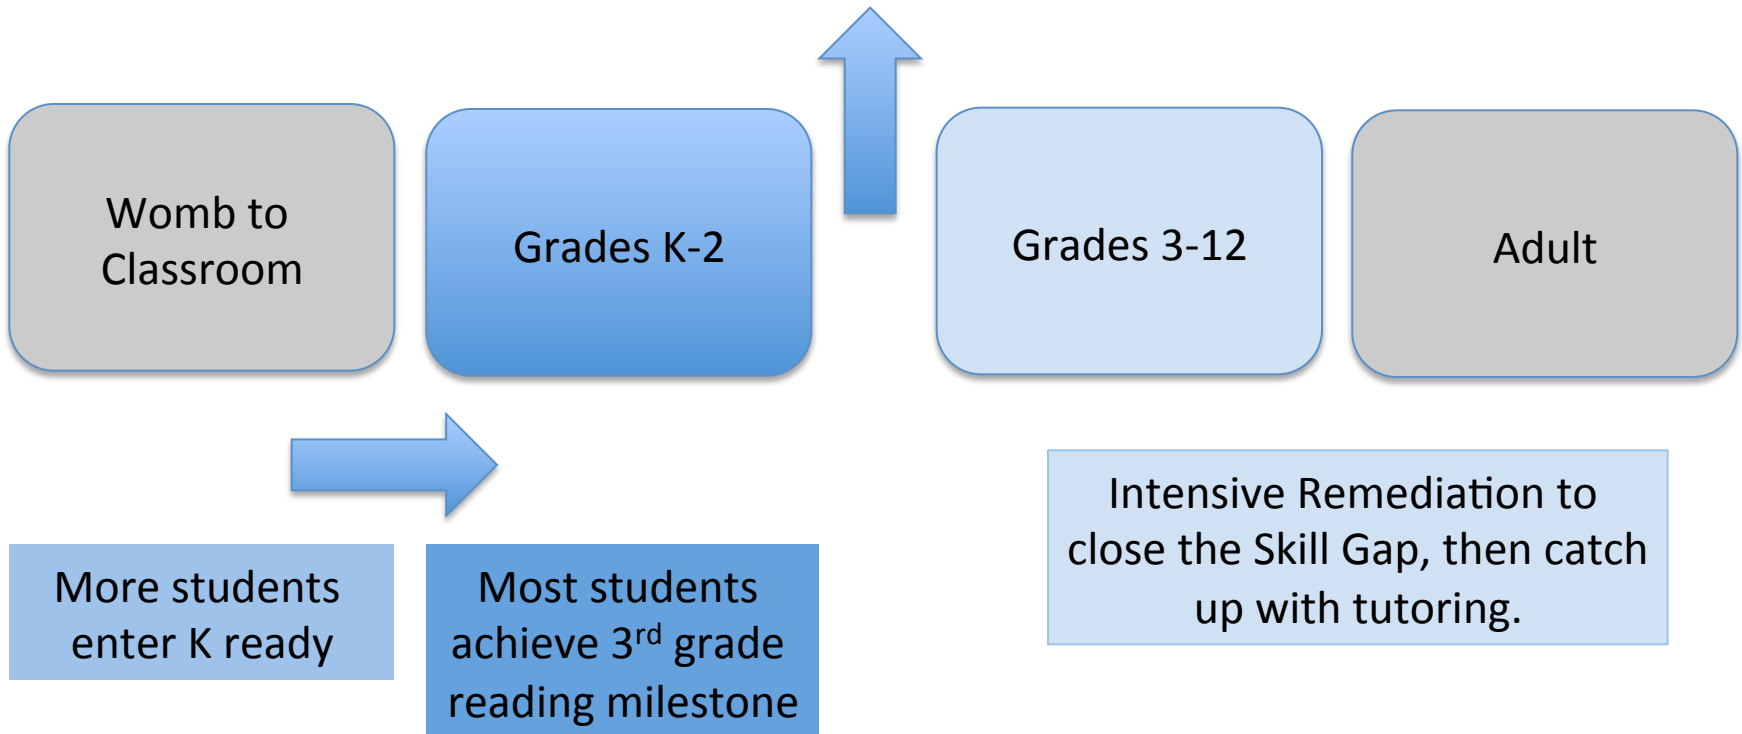 Womb to
Classroom
Grades K-2
Grades 3-12
Adult
More students
enter K ready
Most students
achieve 3rd grade
reading milestone
Intensive Remediation to
close the Skill Gap, then catch
up with tutoring.